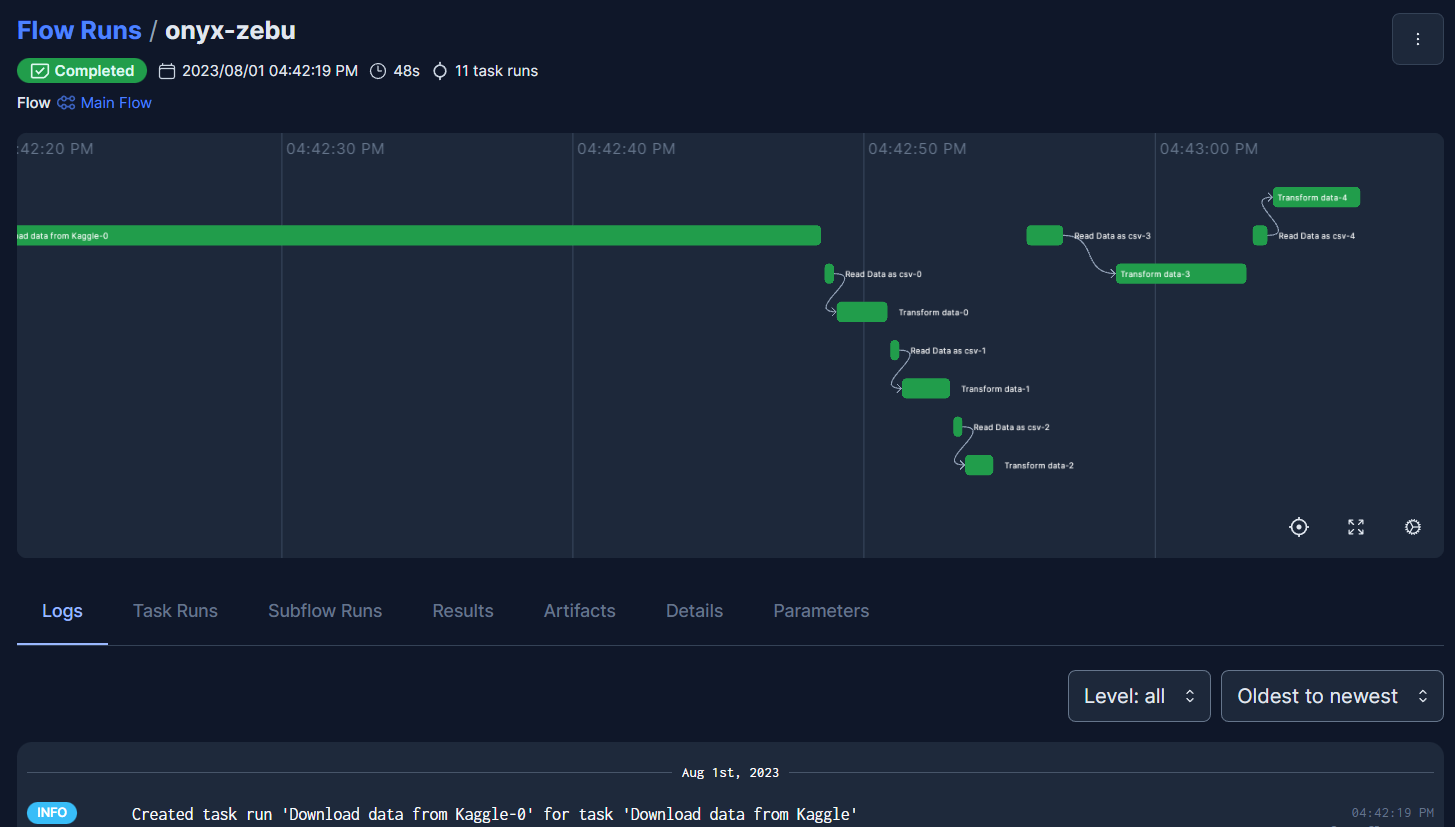 Flow Runs / onyx-zebu
Completed 2023/08/01 04:42:19 PM 48s 11 task runs
Flow Main Flow
:42:20 PM 04:42:30 PM 04:42:40 PM 04:42:50 PM 04:43:00 PM
Transform data-4
ad data from Kaggle-0 Read Data as csv-3 Read Data as csv-4
Read Data as csv-0 Transform data-3
Transform data-0
Read Data as csv-1
Transform data-1
Read Data as csv-2
Transform data-2
Logs Task Runs Subflow Runs Results Artifacts Details Parameters
Level: all Oldest to newest
Aug 1st, 2023
INFO Created task run 'Download data from Kaggle-0' for task 'Download data from Kaggle' 04:42:19 PM